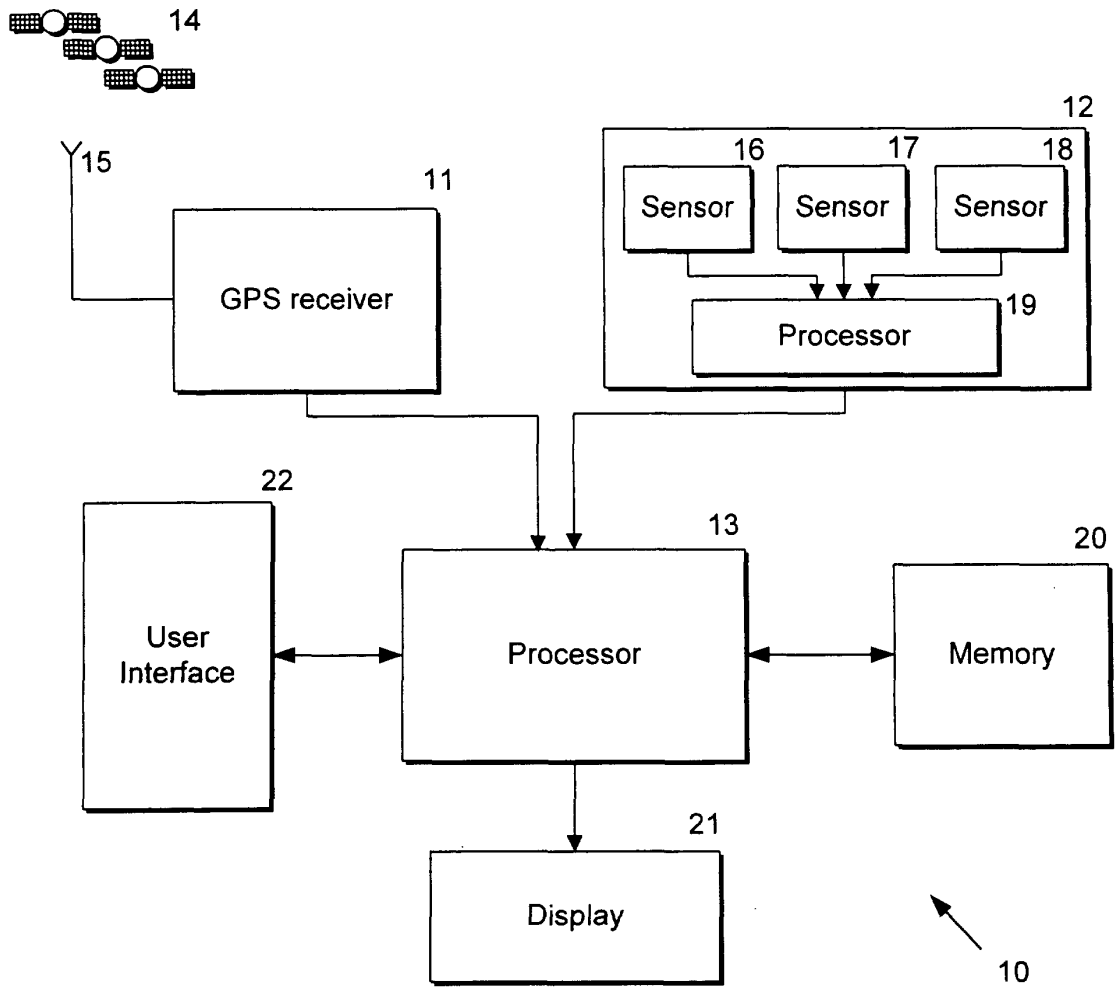 14
12
15
16
17
18
11
Sensor
Sensor
Sensor
GPS receiver
19
Processor
22
13
20
User
Interface
Processor
Memory
21
Display
10